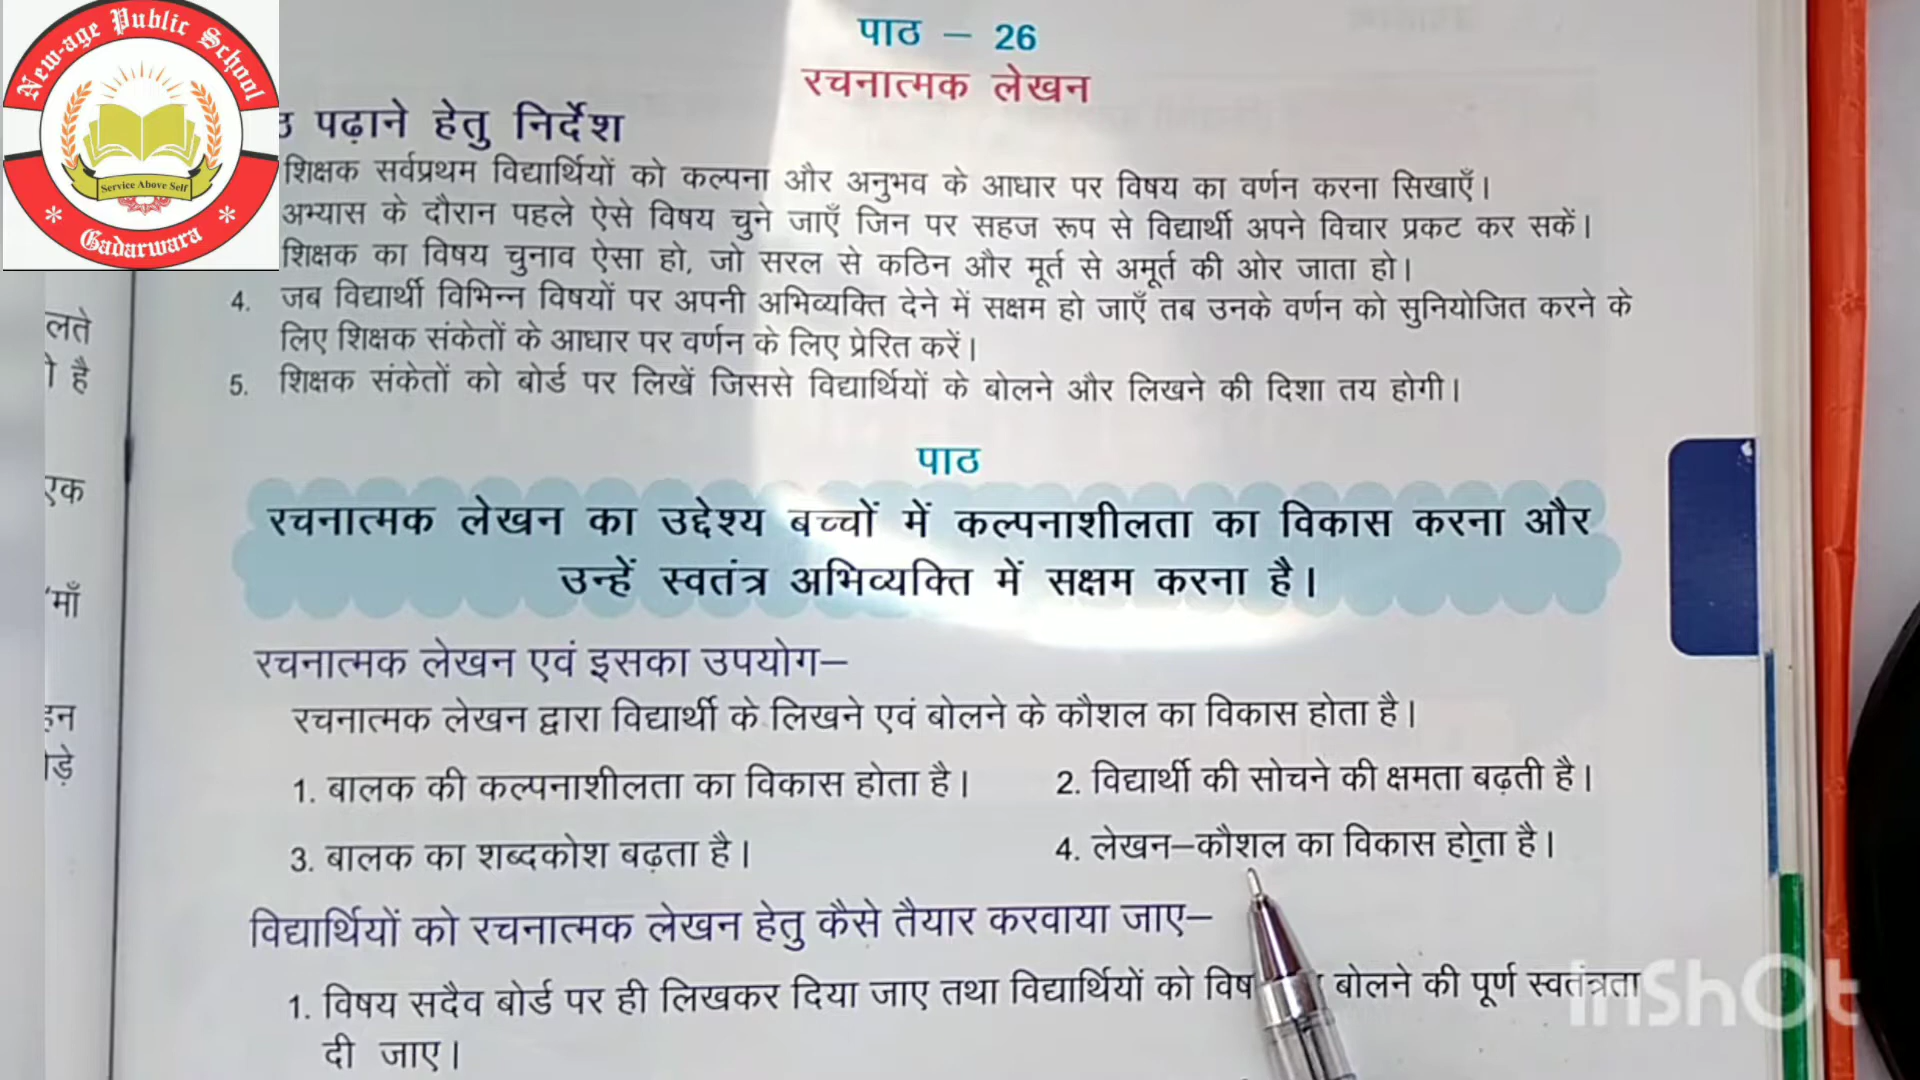 New-age Public School
Service Above Self
Gadarwara
पाठ – 26
रचनात्मक लेखन
पढ़ाने हेतु निर्देश
शिक्षक सर्वप्रथम विद्यार्थियों को कल्पना और अनुभव के आधार पर विषय का वर्णन करना सिखाएँ।
अभ्यास के दौरान पहले ऐसे विषय चुने जाएँ जिन पर सहज रूप से विद्यार्थी अपने विचार प्रकट कर सकें।
शिक्षक का विषय चुनाव ऐसा हो, जो सरल से कठिन और मूर्त से अमूर्त की ओर जाता हो।
4. जब विद्यार्थी विभिन्न विषयों पर अपनी अभिव्यक्ति देने में सक्षम हो जाएँ तब उनके वर्णन को सुनियोजित करने के
लिए शिक्षक संकेतों के आधार पर वर्णन के लिए प्रेरित करें।
5. शिक्षक संकेतों को बोर्ड पर लिखें जिससे विद्यार्थियों के बोलने और लिखने की दिशा तय होगी।
पाठ
रचनात्मक लेखन का उद्देश्य बच्चों में कल्पनाशीलता का विकास करना और
उन्हें स्वतंत्र अभिव्यक्ति में सक्षम करना है।
रचनात्मक लेखन एवं इसका उपयोग–
रचनात्मक लेखन द्वारा विद्यार्थी के लिखने एवं बोलने के कौशल का विकास होता है।
1. बालक की कल्पनाशीलता का विकास होता है। 2. विद्यार्थी की सोचने की क्षमता बढ़ती है।
3. बालक का शब्दकोश बढ़ता है। 4. लेखन–कौशल का विकास होता है।
विद्यार्थियों को रचनात्मक लेखन हेतु कैसे तैयार करवाया जाए–
1. विषय सदैव बोर्ड पर ही लिखकर दिया जाए तथा विद्यार्थियों को बोलने की पूर्ण स्वतंत्रता
दी जाए।
InShOt